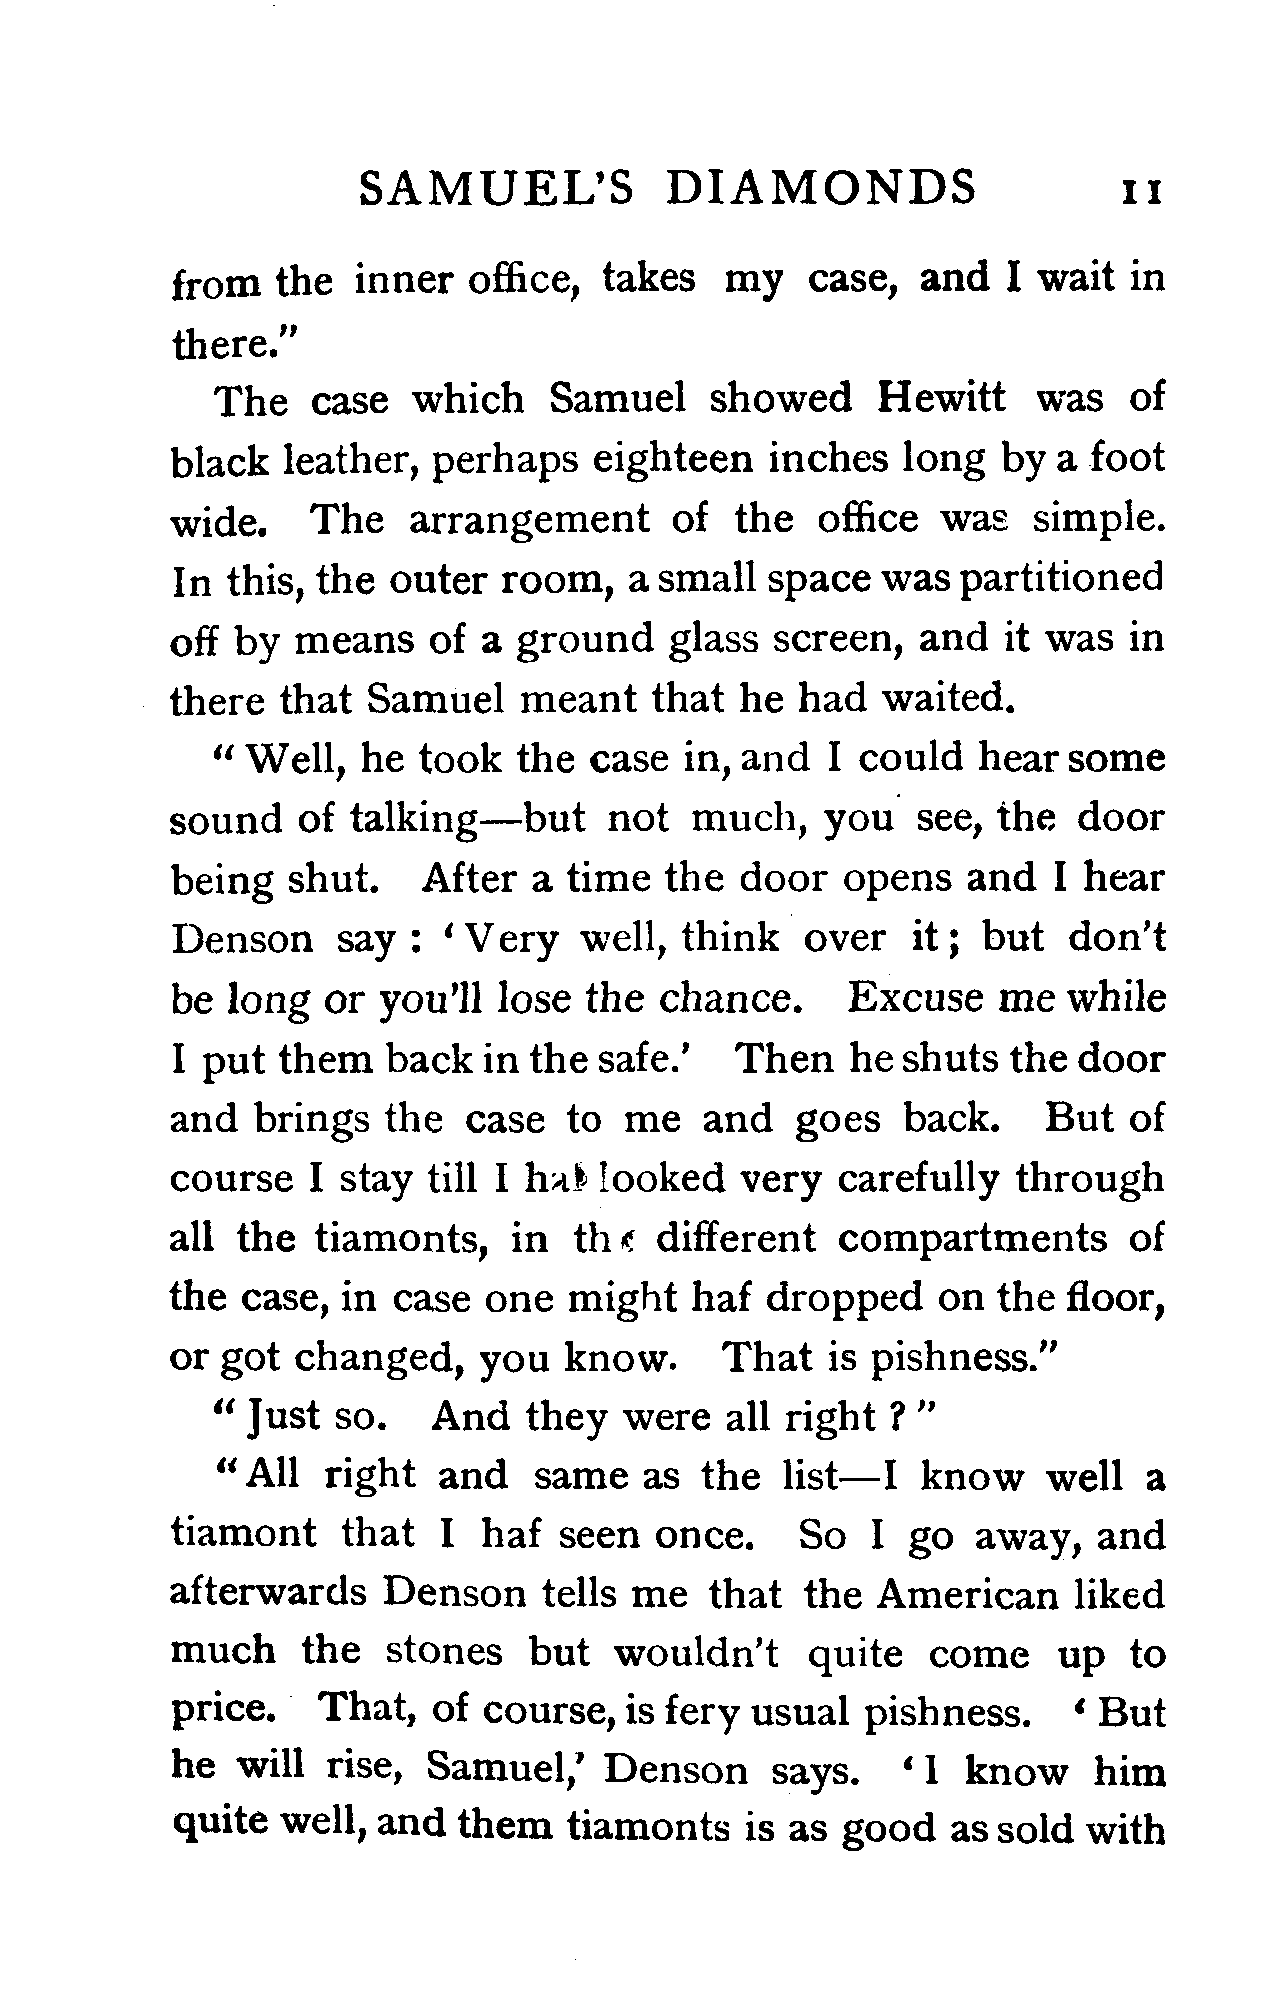 SAMUEL'S DIAMONDS 11
from the inner office, takes my case, and I wait in
there."
The case which Samuel showed Hewitt was of
black leather, perhaps eighteen inches long by a foot
wide. The arrangement of the office was simple.
In this, the outer room, a small space was partitioned
off by means of a ground glass screen, and it was in
there that Samuel meant that he had waited.
"Well, he took the case in, and I could hear some
sound of talking—but not much, you see, the door
being shut. After a time the door opens and I hear
Denson say : 'Very well, think over it; but don't
be long or you'll lose the chance. Excuse me while
I put them back in the safe.' Then he shuts the door
and brings the case to me and goes back. But of
course I stay till I looked very carefully through
all the tiamonts, in the different compartments of
the case, in case one might haf dropped on the floor,
or got changed, you know. That is pishness."
"Just so. And they were all right ?"
"All right and same as the list—I know well a
tiamont that I haf seen once. So I go away, and
afterwards Denson tells me that the American liked
much the stones but wouldn't quite come up to
price. That, of course, is fery usual pishness. 'But
he will rise, Samuel,' Denson says. 'I know him
quite well, and them tiamonts is as good as sold with